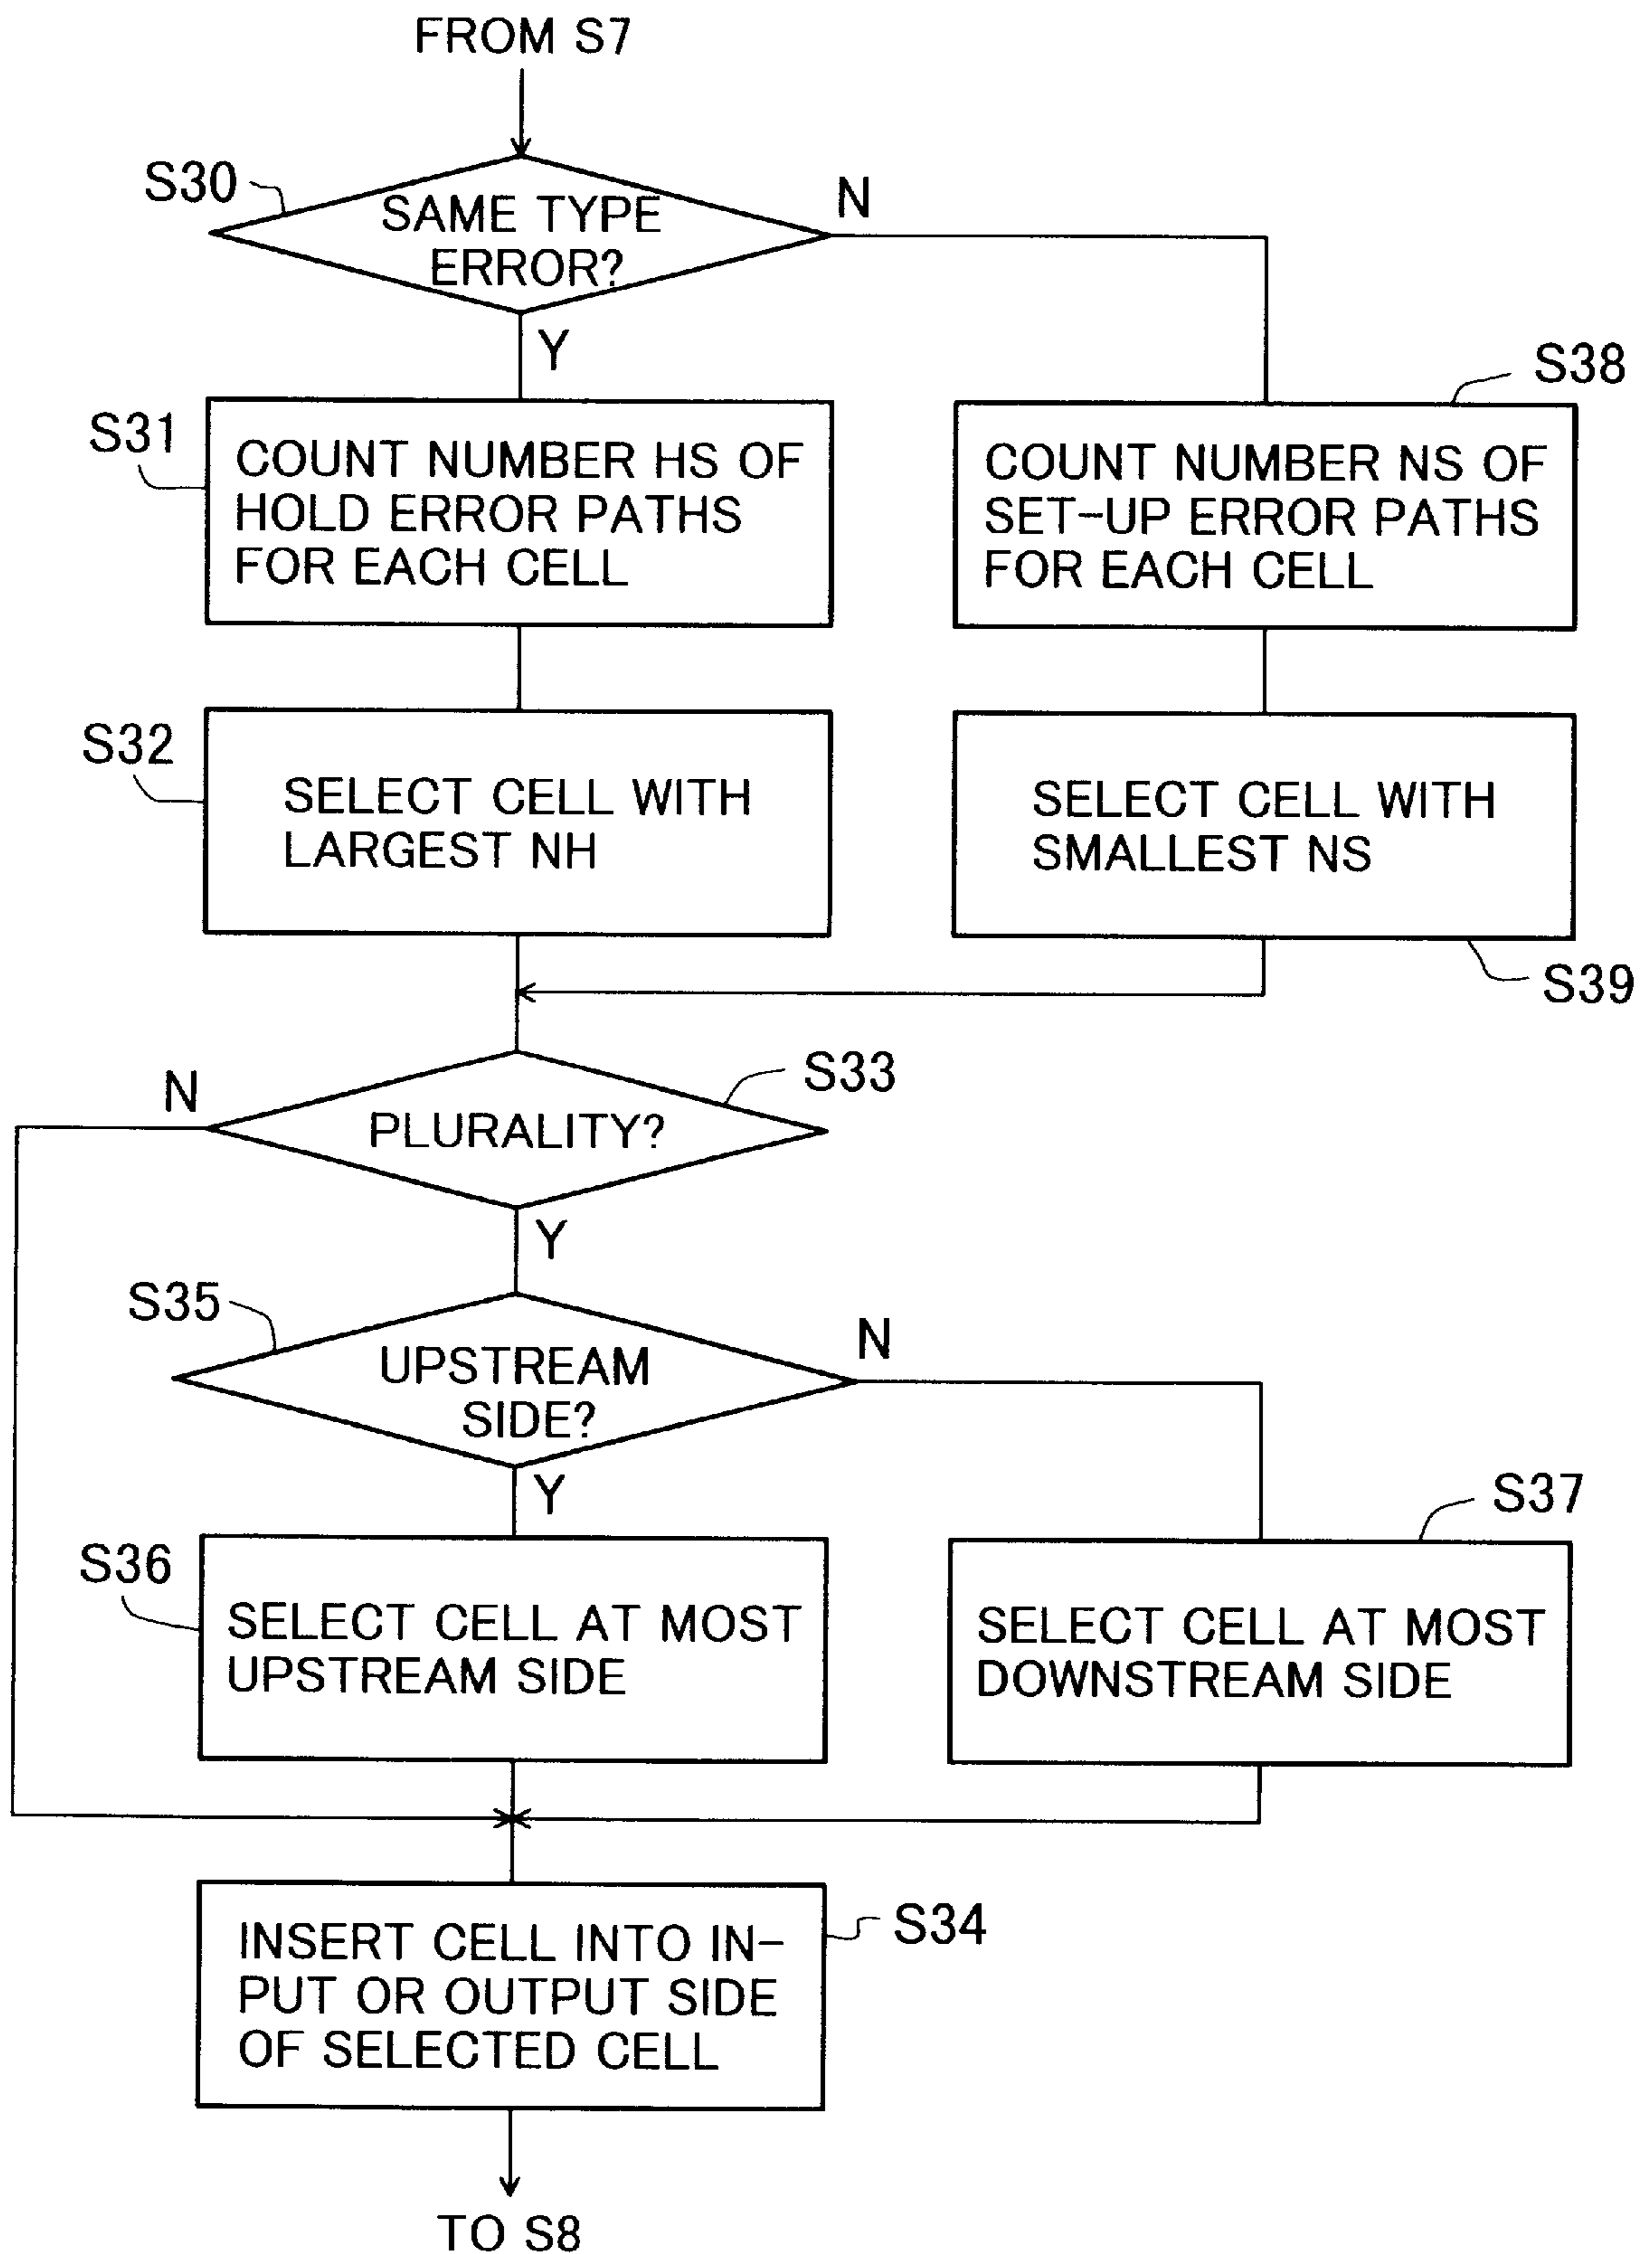 FROM S7
S30
SAME TYPE
ERROR?
N
Y
S31
COUNT NUMBER HS OF
HOLD ERROR PATHS
FOR EACH CELL
S38
COUNT NUMBER NS OF
SET-UP ERROR PATHS
FOR EACH CELL
S32
SELECT CELL WITH
LARGEST NH
SELECT CELL WITH
SMALLEST NS
S39
N
S33
PLURALITY?
Y
S35
UPSTREAM
SIDE?
N
Y
S36
SELECT CELL AT MOST
UPSTREAM SIDE
S37
SELECT CELL AT MOST
DOWNSTREAM SIDE
INSERT CELL INTO IN-
PUT OR OUTPUT SIDE
OF SELECTED CELL
S34
TO S8